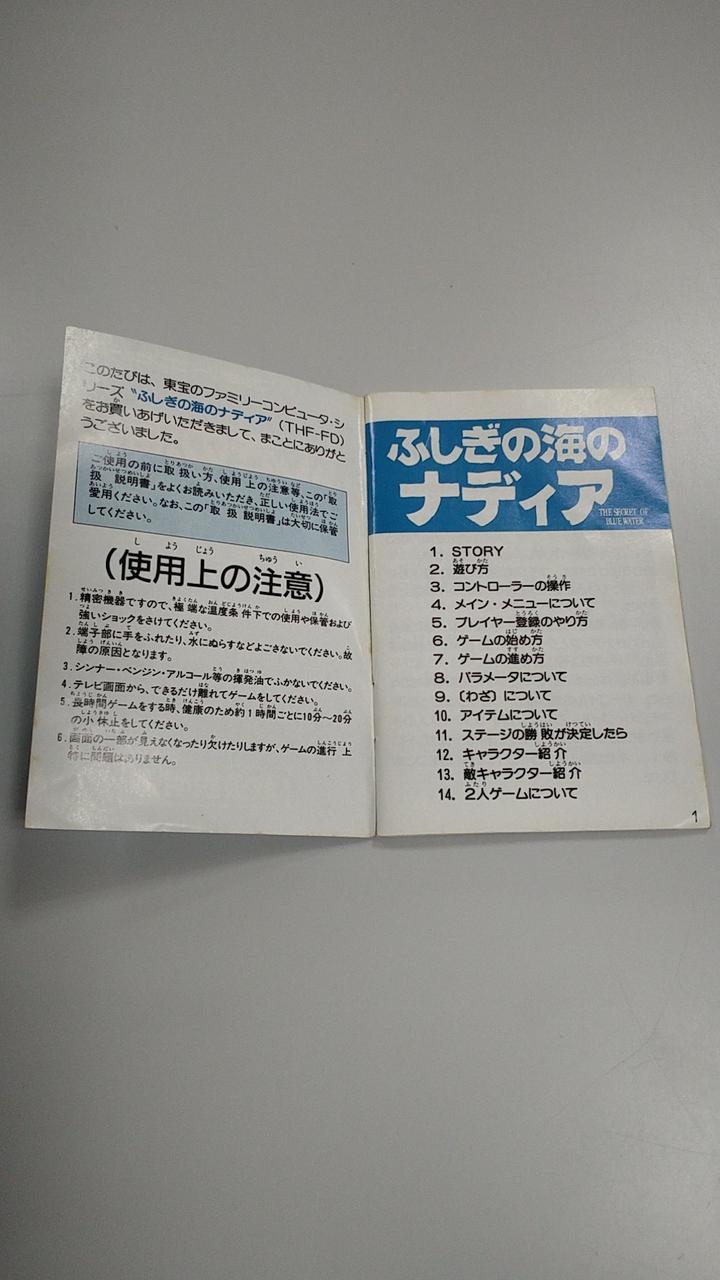 このたびは、東宝のファミリーコンピュータ・シ
リーズ“ふしぎの海のナディア”(THF-FD)
をお買いあげいただきまして、まことにありがと
うございました。
ご使用の前に取扱い方、使用上の注意等、この「取
扱説明書」をよくお読みいただき、正しい使用法でご
愛用ください。なお、この「取扱説明書」は大切に保管
してください。
(使用上の注意)
1.精密機器ですので、極端な温度条件下での使用や保管および
強いショックをさけてください。
2.端子部に手をふれたり、水にぬらすなどよごさないでください。故
障の原因となります。
3.シンナー・ベンジン・アルコール等の揮発油でふかないでください。
4.テレビ画面から、できるだけ離れてゲームをしてください。
5.長時間ゲームをする時、健康のため約1時間ごとに10分〜20分
の小休止をしてください。
6.画面の一部が見えなくなったり欠けたりしますが、ゲームの進行上
特に問題はありません。
ふしぎの海の
ナディア
THE SECRET OF
BLUE WATER
1. STORY
2. 遊び方
3. コントローラーの操作
4. メイン・メニューについて
5. プレイヤー登録のやり方
6. ゲームの始め方
7. ゲームの進め方
8. パラメータについて
9. 〔わざ〕について
10. アイテムについて
11. ステージの勝敗が決定したら
12. キャラクター紹介
13. 敵キャラクター紹介
14. 2人ゲームについて
1